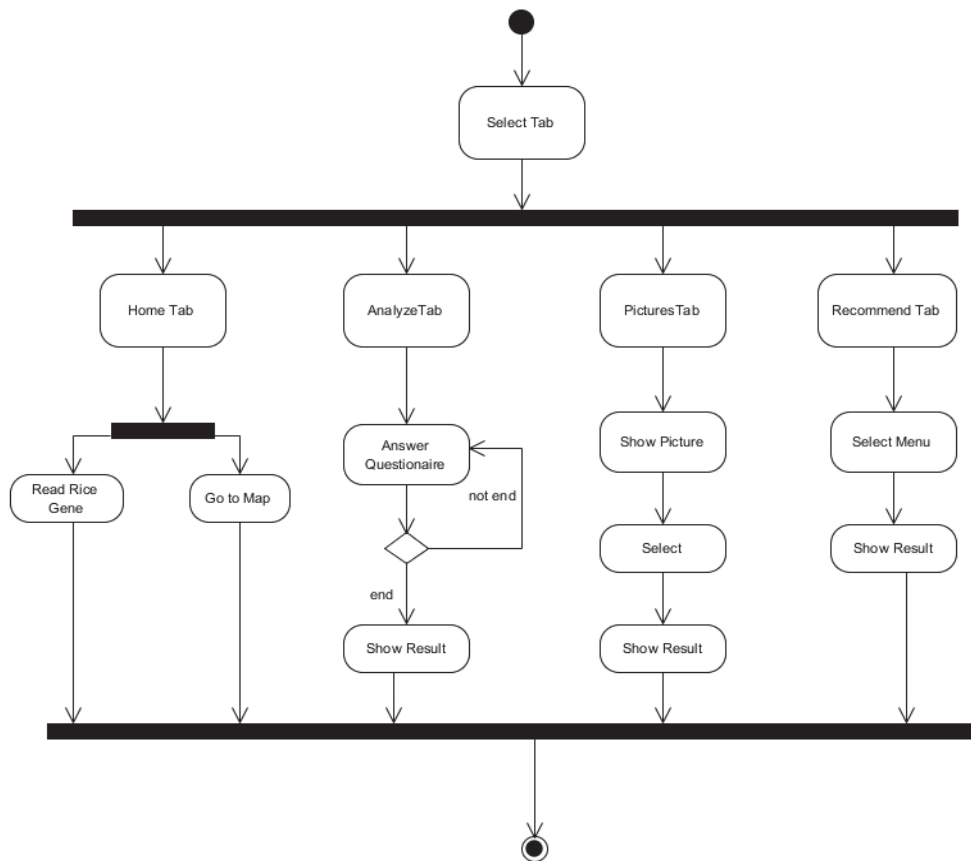 Select Tab
Home Tab
AnalyzeTab
PicturesTab
Recommend Tab
Answer
Questionaire
Show Picture
Select Menu
Read Rice
Gene
Go to Map
not end
Select
Show Result
end
Show Result
Show Result